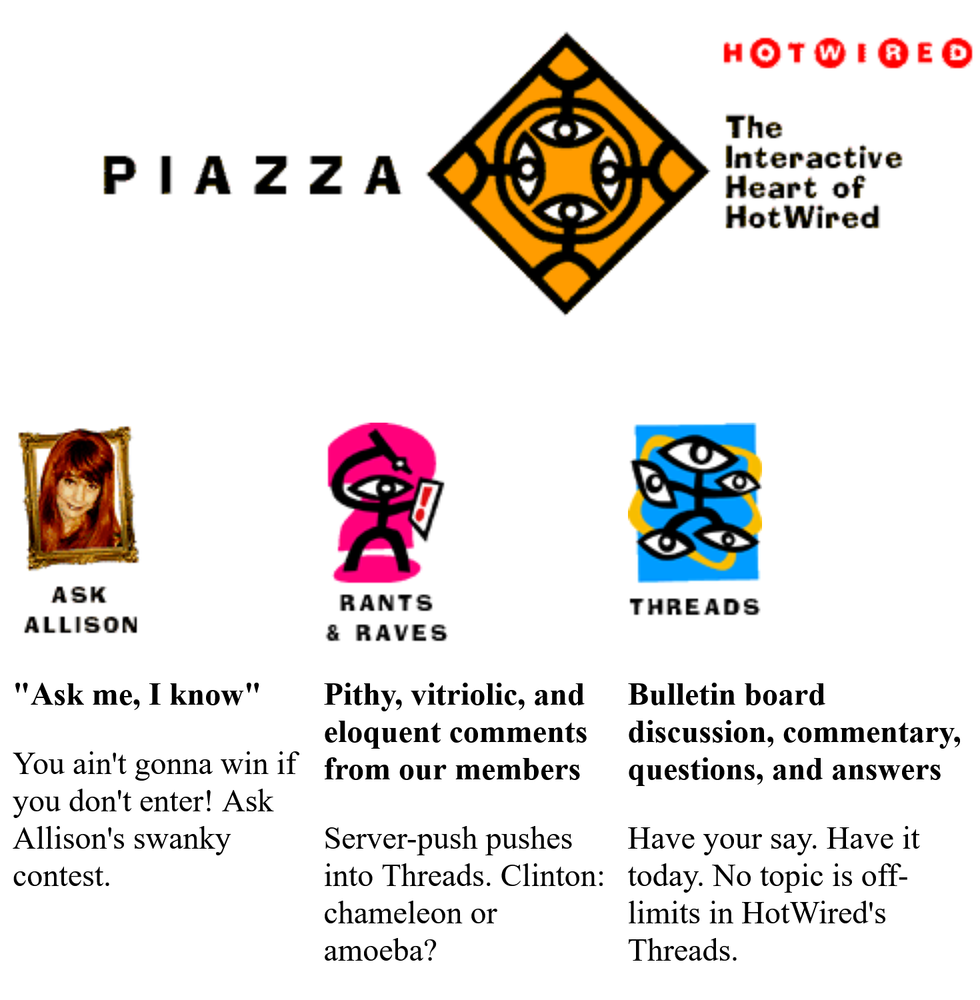 HOTWIRED
PIAZZA
The
Interactive
Heart of
HotWired
ASK
ALLISON
"Ask me, I know"
You ain't gonna win if
you don't enter! Ask
Allison's swanky
contest.
!
RANTS
& RAVES
Pithy, vitriolic, and
eloquent comments
from our members
Server-push pushes
into Threads. Clinton:
chameleon or
amoeba?
THREADS
Bulletin board
discussion, commentary,
questions, and answers
Have your say. Have it
today. No topic is off-
limits in HotWired's
Threads.